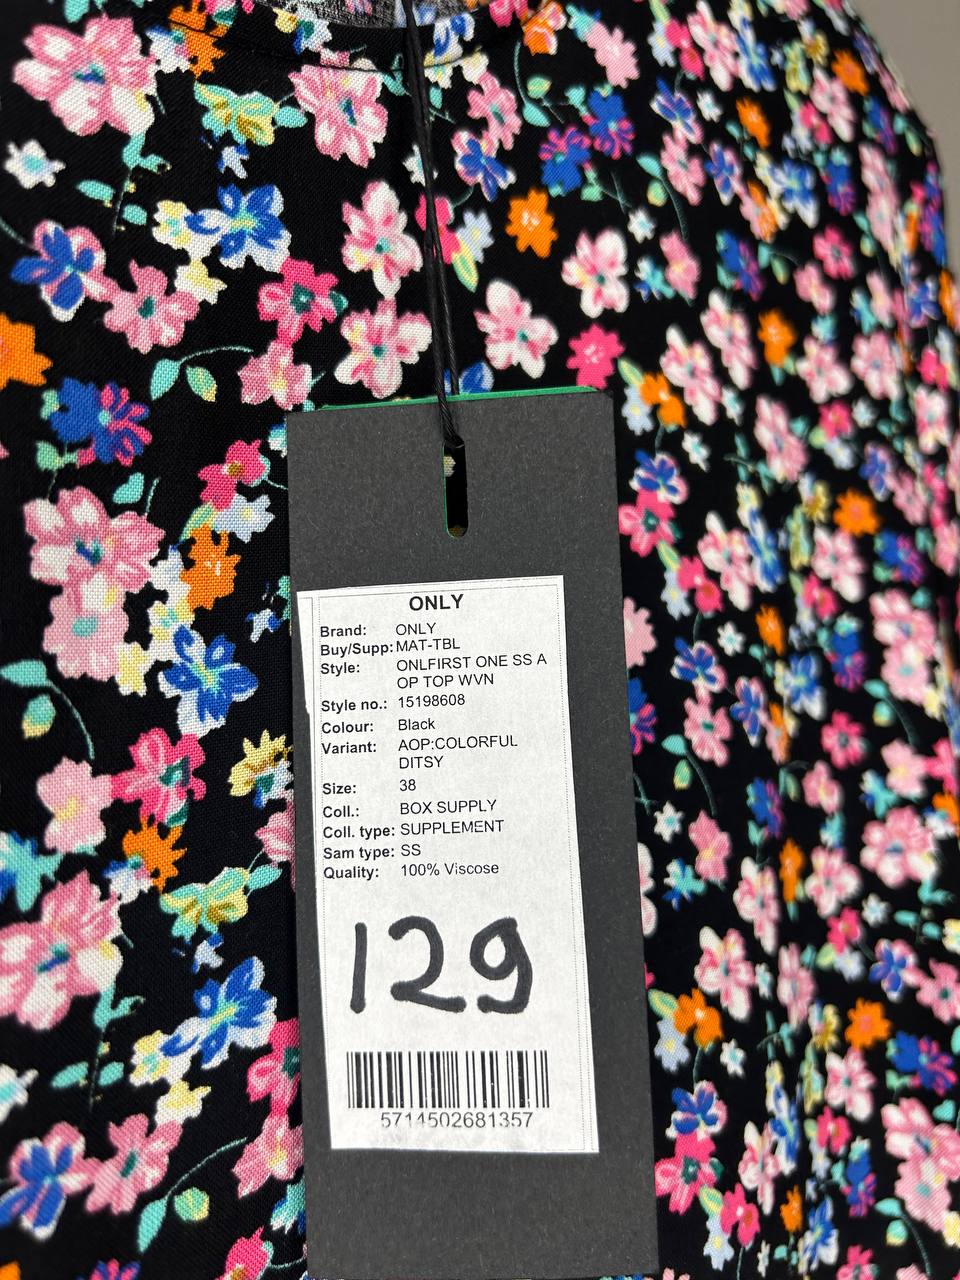 ONLY
Brand: ONLY
Buy/Supp: MAT-TBL
Style: ONLFIRST ONE SS A
OP TOP WVN
Style no.: 15198608
Colour: Black
Variant: AOP:COLORFUL
DITSY
Size: 38
Coll.: BOX SUPPLY
Coll. type: SUPPLEMENT
Sam type: SS
Quality: 100% Viscose
129
5714502681357